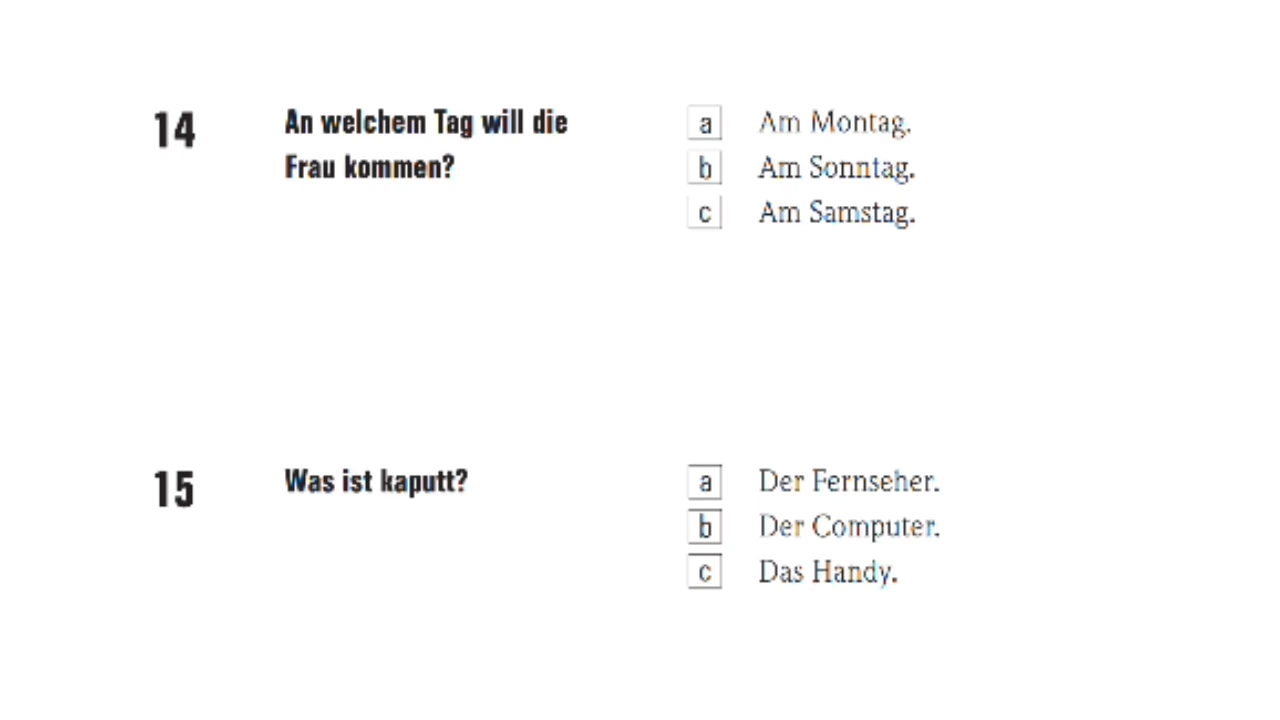 14 An welchem Tag will die
Frau kommen?
a Am Montag.
b Am Sonntag.
c Am Samstag.
15 Was ist kaputt?
a Der Fernseher.
b Der Computer.
c Das Handy.